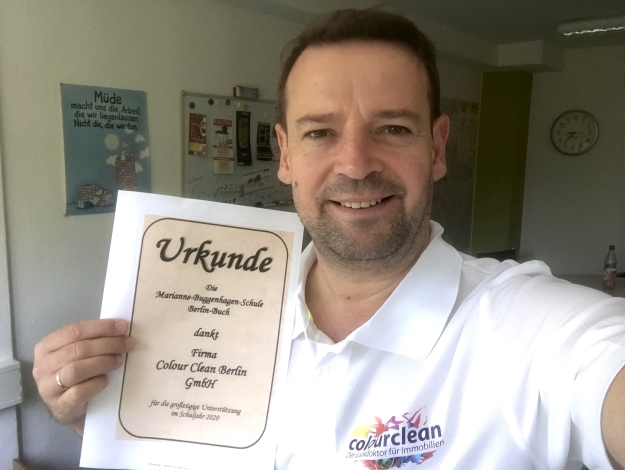 Müde
macht uns die Arbeit,
die wir liegenlassen.
Nicht die, die wir tun.
Urkunde
Die
Marianne-Buggenhagen-Schule
Berlin-Buch
dankt
Firma
Colour Clean Berlin
GmbH
für die großzügige Unterstützung
im Schuljahr 2020
colourclean
Der Lackdoktor für Immobilien